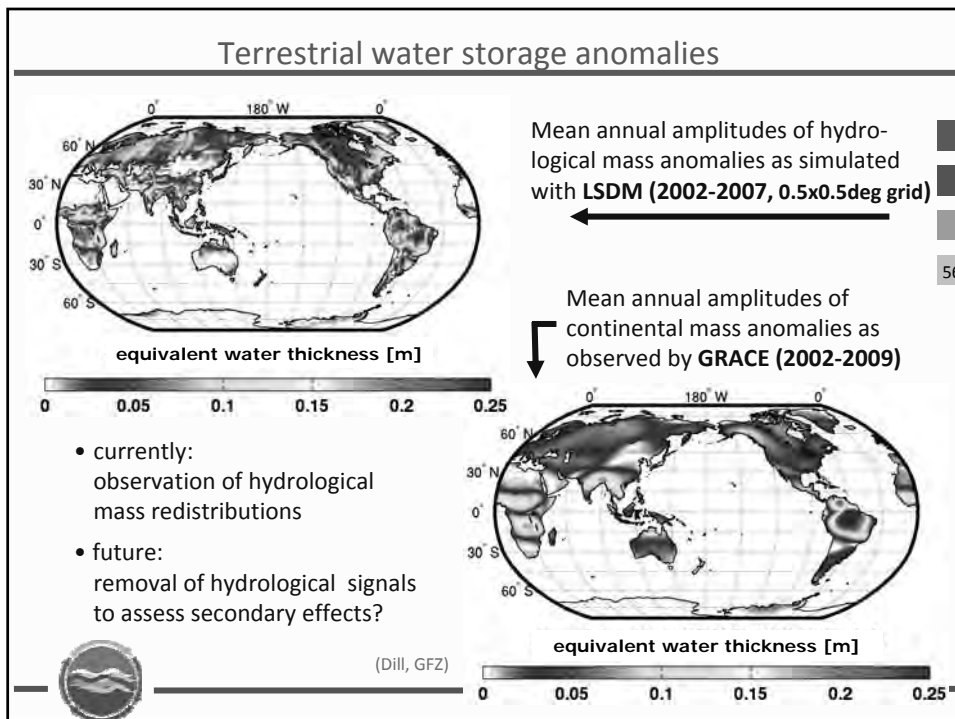 Terrestrial water storage anomalies
0° 180° W 0°
60° N
30° N
0°
30° S
60° S
equivalent water thickness [m]
0 0.05 0.1 0.15 0.2 0.25
Mean annual amplitudes of hydro-
logical mass anomalies as simulated
with LSDM (2002-2007, 0.5x0.5deg grid)
56
Mean annual amplitudes of
continental mass anomalies as
observed by GRACE (2002-2009)
0° 180° W 0°
60° N
30° N
0°
30° S
60° S
equivalent water thickness [m]
0 0.05 0.1 0.15 0.2 0.25
• currently:
observation of hydrological
mass redistributions
• future:
removal of hydrological signals
to assess secondary effects?
(Dill, GFZ)